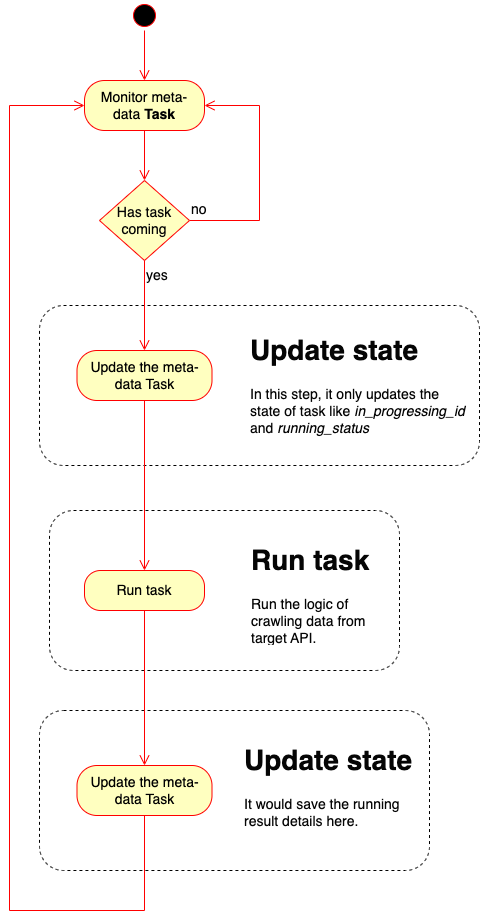 Monitor meta-
data Task
Has task
coming
no
yes
Update state
Update the meta-
data Task
In this step, it only updates the
state of task like in_progressing_id
and running_status
Run task
Run task
Run the logic of
crawling data from
target API.
Update state
Update the meta-
data Task
It would save the running
result details here.